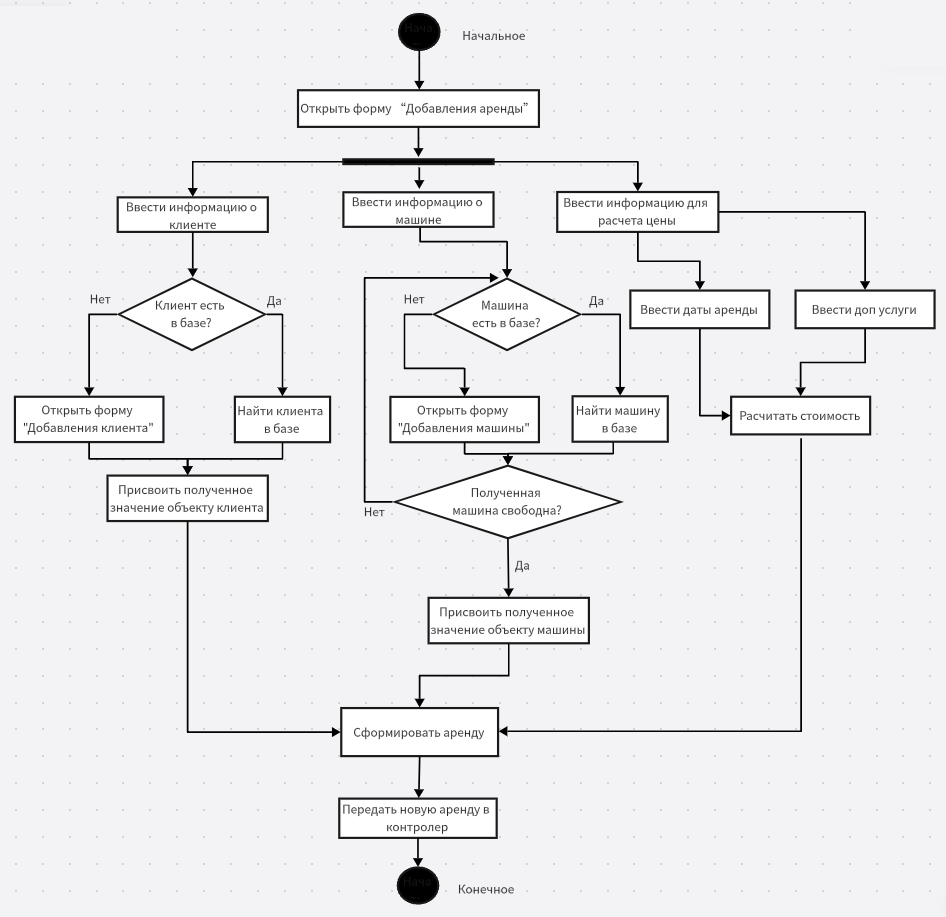 Нача
Начальное
Открыть форму “Добавления аренды”
Ввести информацию о
клиенте
Ввести информацию о
машине
Ввести информацию для
расчета цены
Нет
Клиент есть
в базе?
Да
Нет
Машина
есть в базе?
Да
Ввести даты аренды
Ввести доп услуги
Открыть форму
"Добавления клиента"
Найти клиента
в базе
Открыть форму
"Добавления машины"
Найти машину
в базе
Расчитать стоимость
Присвоить полученное
значение объекту клиента
Полученная
машина свободна?
Нет
Да
Присвоить полученное
значение объекту машины
Сформировать аренду
Передать новую аренду в
контролер
Нача
Конечное